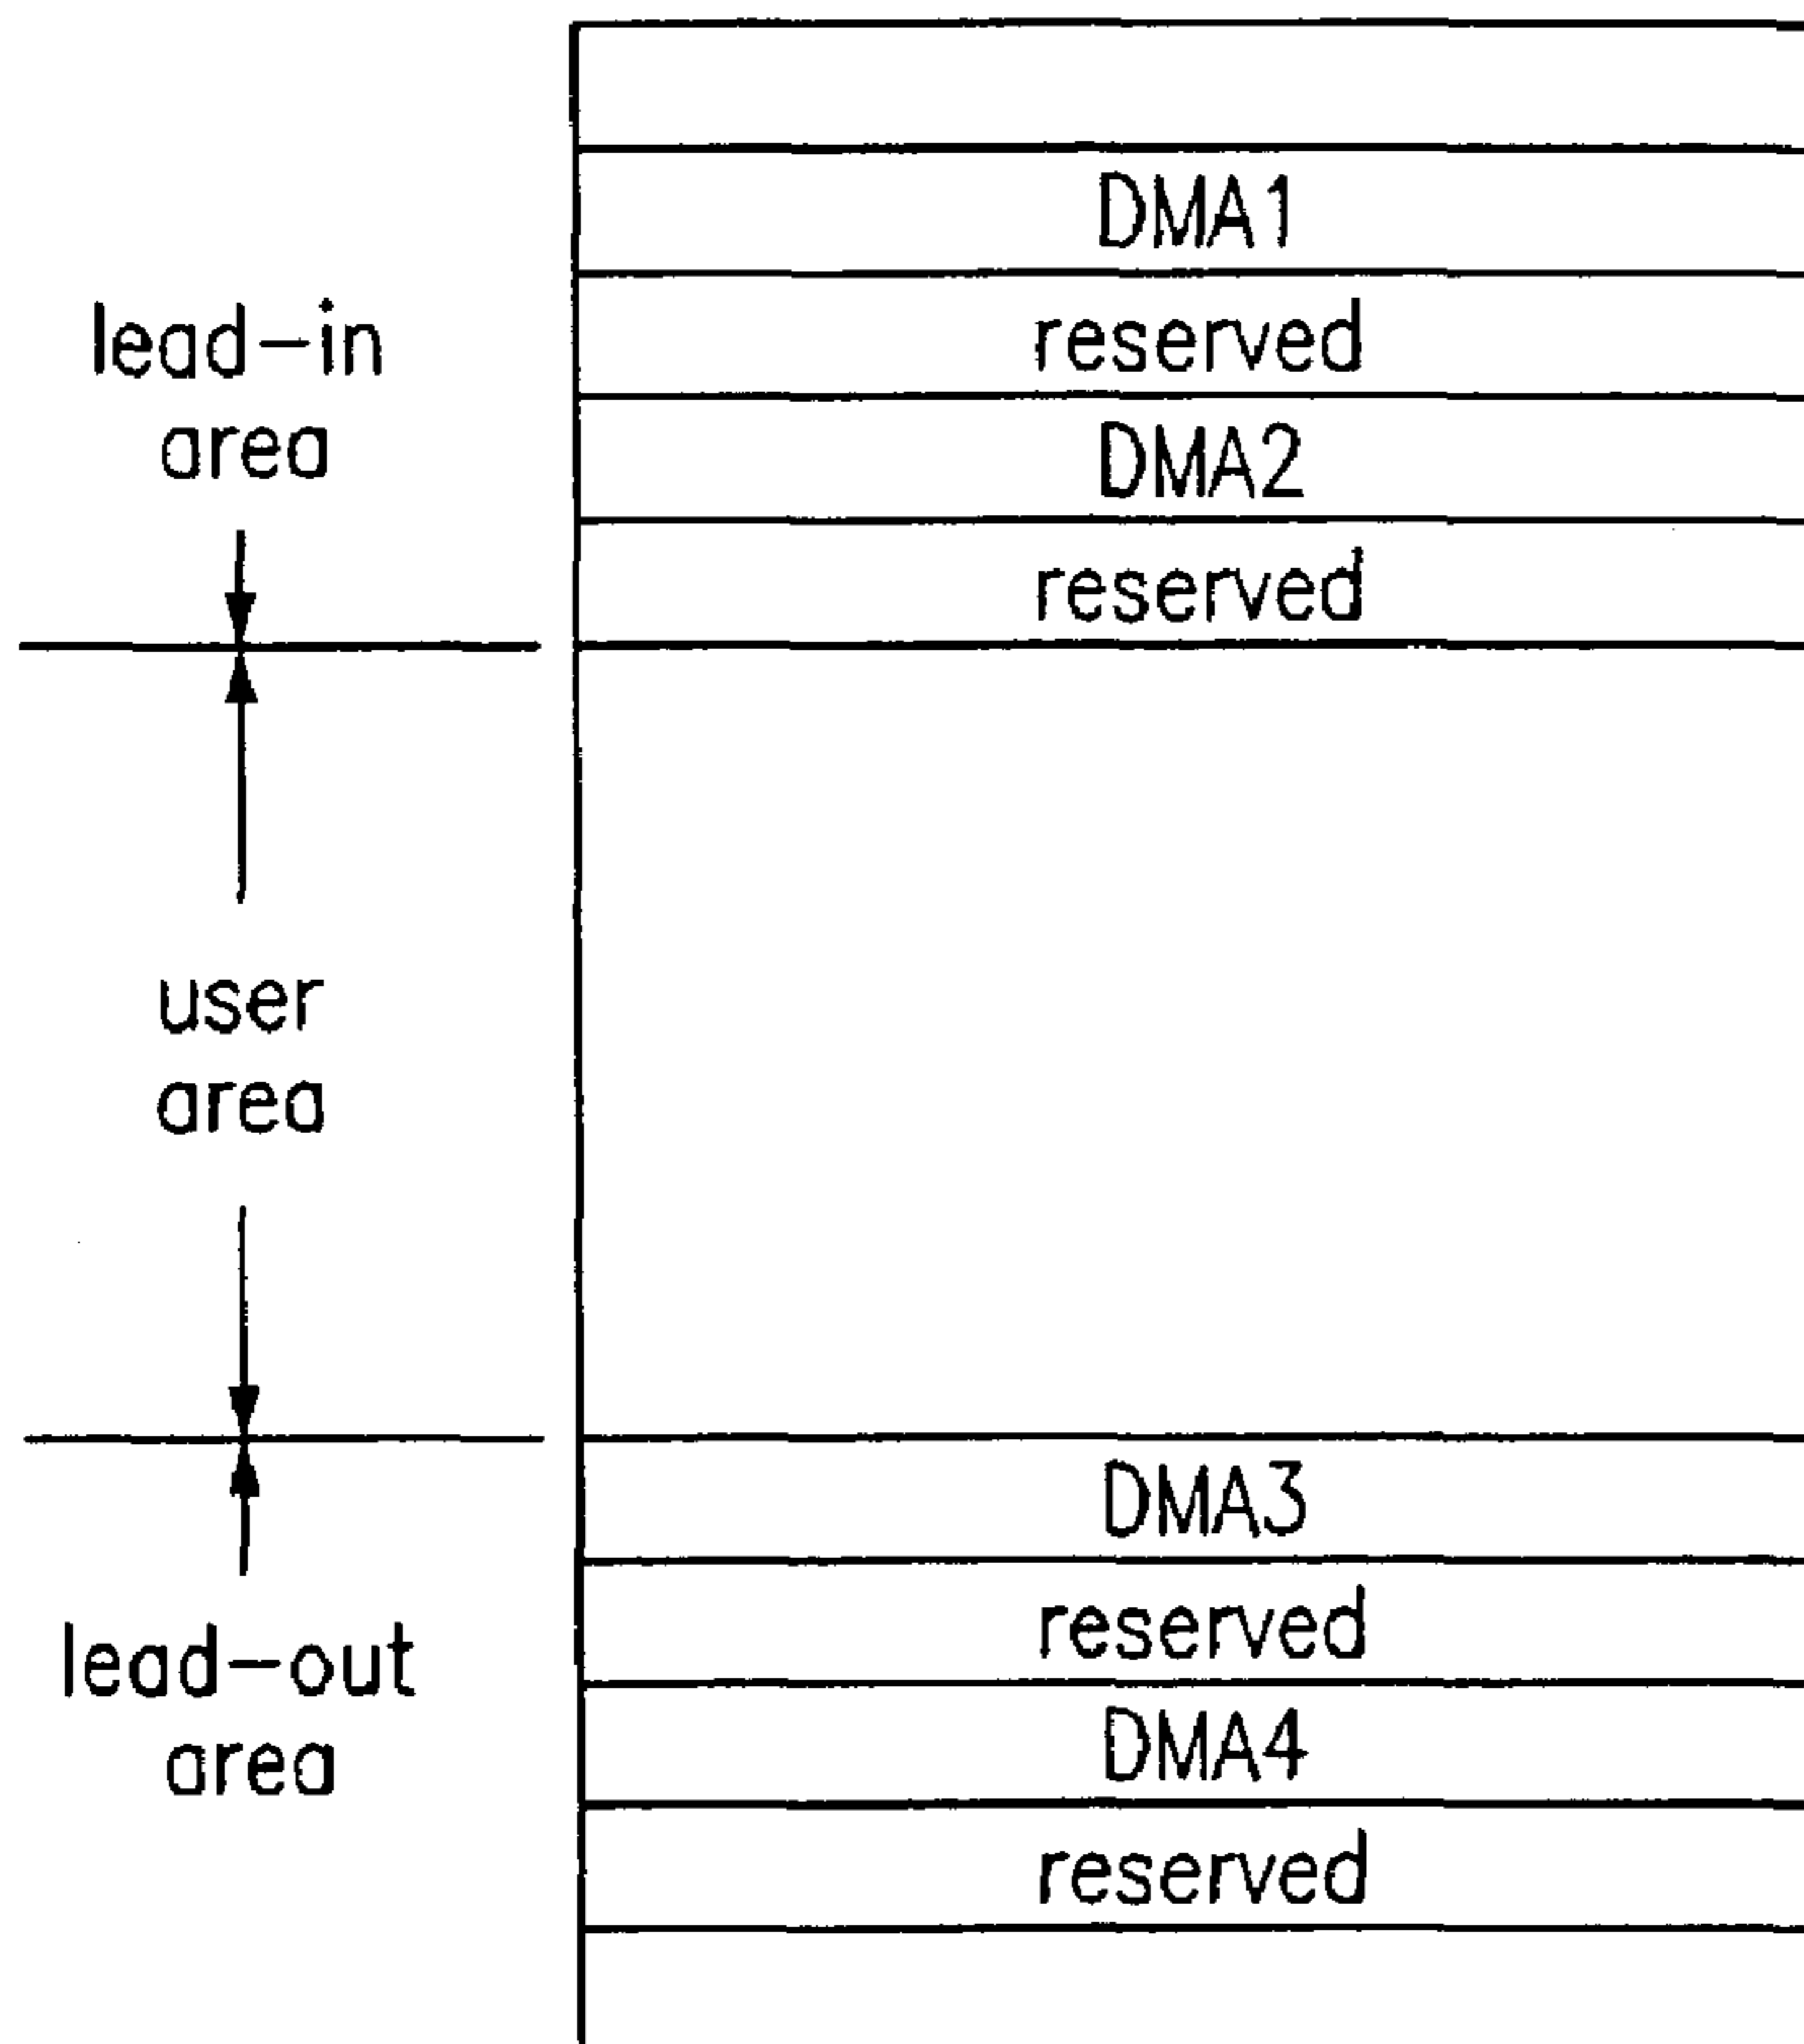 DMA1
lead-in
area
reserved
DMA2
reserved
user
area
DMA3
reserved
lead-out
area
DMA4
reserved